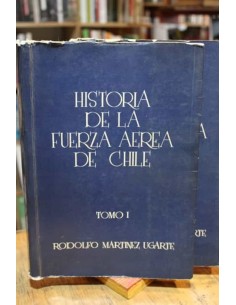 HISTORIA
DE LA
FUERZA AEREA
DE CHILE
TOMO I
RODOLFO MARTINEZ UGARTE